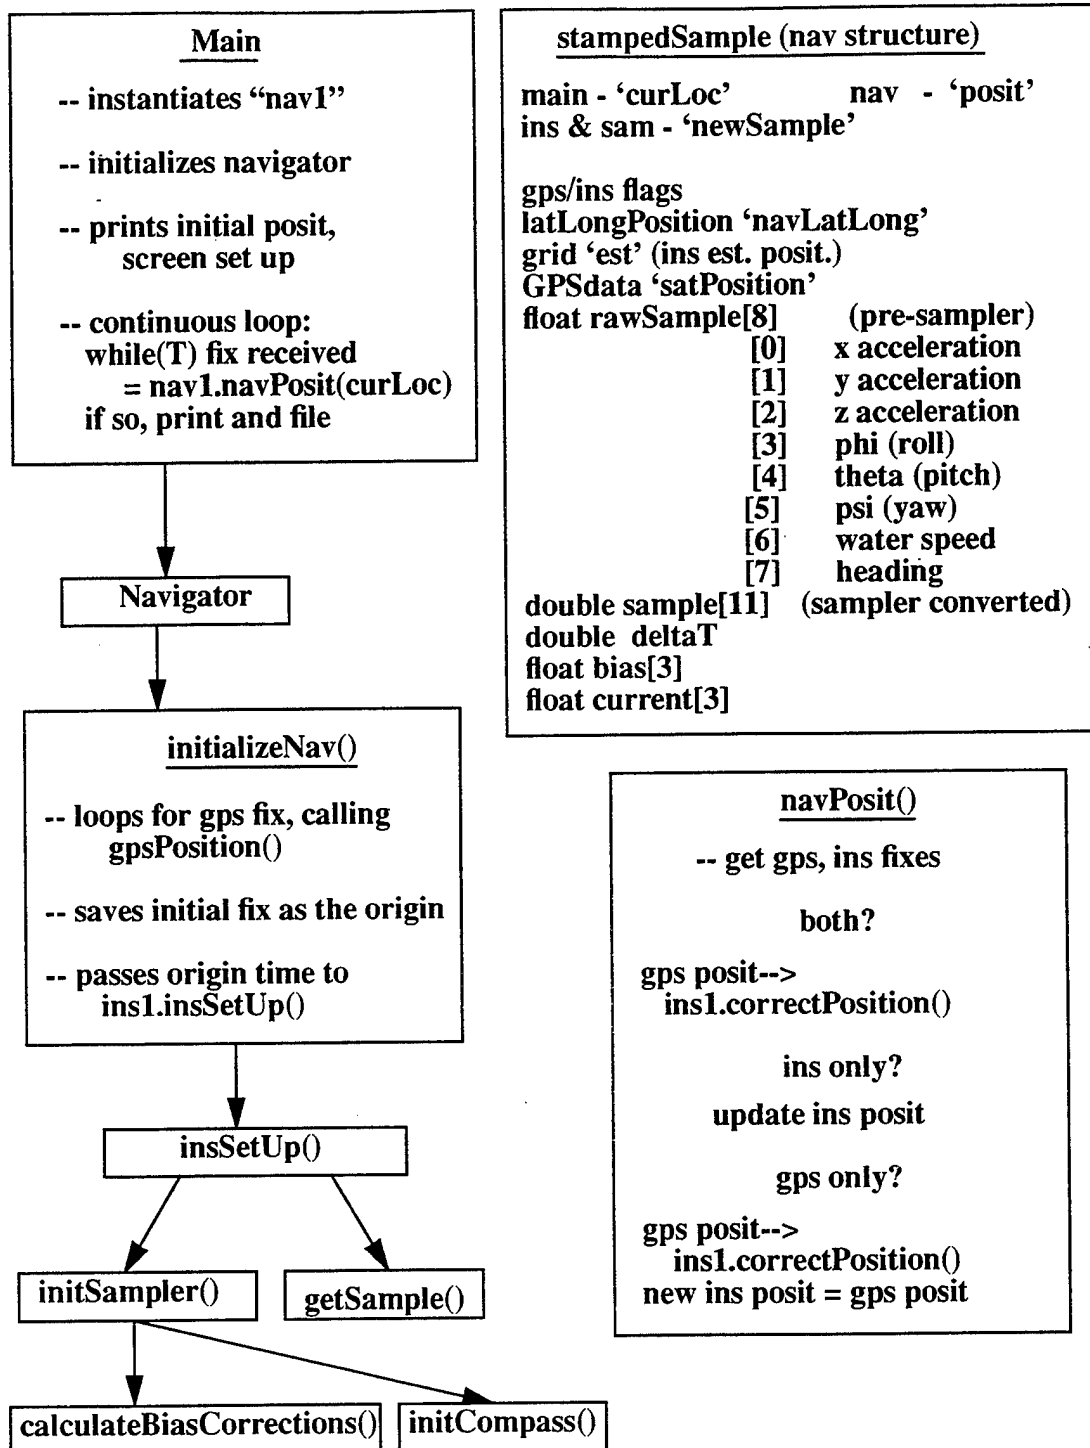 Main
-- instantiates “nav1”
-- initializes navigator
-- prints initial posit,
screen set up
-- continuous loop:
while(T) fix received
= nav1.navPosit(curLoc)
if so, print and file
Navigator
initializeNav()
-- loops for gps fix, calling
gpsPosition()
-- saves initial fix as the origin
-- passes origin time to
ins1.insSetUp()
insSetUp()
initSampler()
getSample()
calculateBiasCorrections()
initCompass()
stampedSample (nav structure)
main - ‘curLoc’ nav - ‘posit’
ins & sam - ‘newSample’
gps/ins flags
latLongPosition ‘navLatLong’
grid ‘est’ (ins est. posit.)
GPSdata ‘satPosition’
float rawSample[8] (pre-sampler)
[0] x acceleration
[1] y acceleration
[2] z acceleration
[3] phi (roll)
[4] theta (pitch)
[5] psi (yaw)
[6] water speed
[7] heading
double sample[11] (sampler converted)
double deltaT
float bias[3]
float current[3]
navPosit()
-- get gps, ins fixes
both?
gps posit-->
ins1.correctPosition()
ins only?
update ins posit
gps only?
gps posit-->
ins1.correctPosition()
new ins posit = gps posit